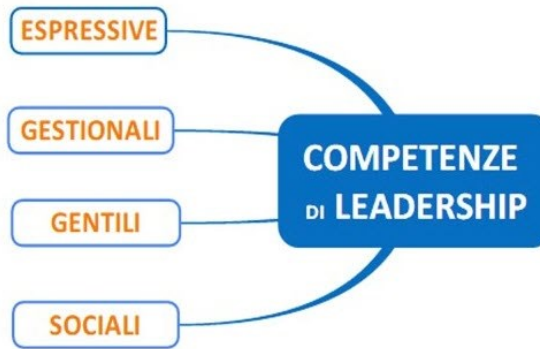 ESPRESSIVE
GESTIONALI
COMPETENZE
DI LEADERSHIP
GENTILI
SOCIALI